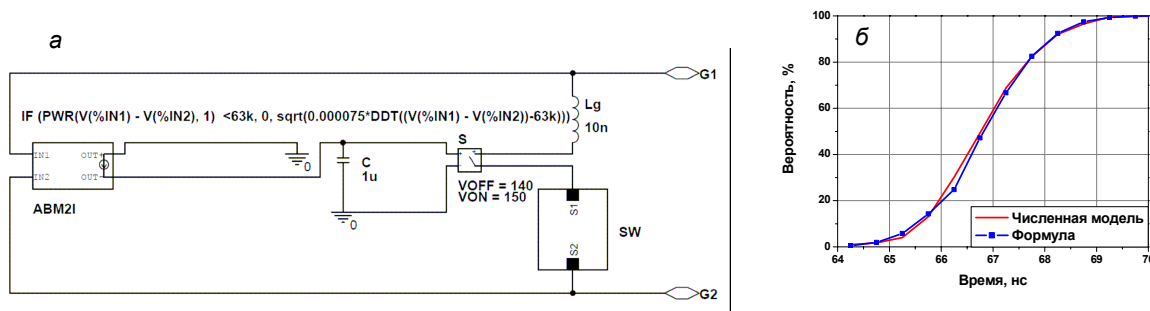 а
G1
Lg
10n
IF (PWR(V(%IN1) - V(%IN2), 1) <63k, 0, sqrt(0.000075*DDT((V(%IN1) - V(%IN2))-63k)))
S
IN1 OUT+
IN2 OUT-
0
C
1u
VOFF = 140
VON = 150
ABM2I
0
S1
SW
S2
G2
б
Вероятность, %
100
80
60
40
20
0
Численная модель
Формула
64 65 66 67 68 69 70
Время, нс